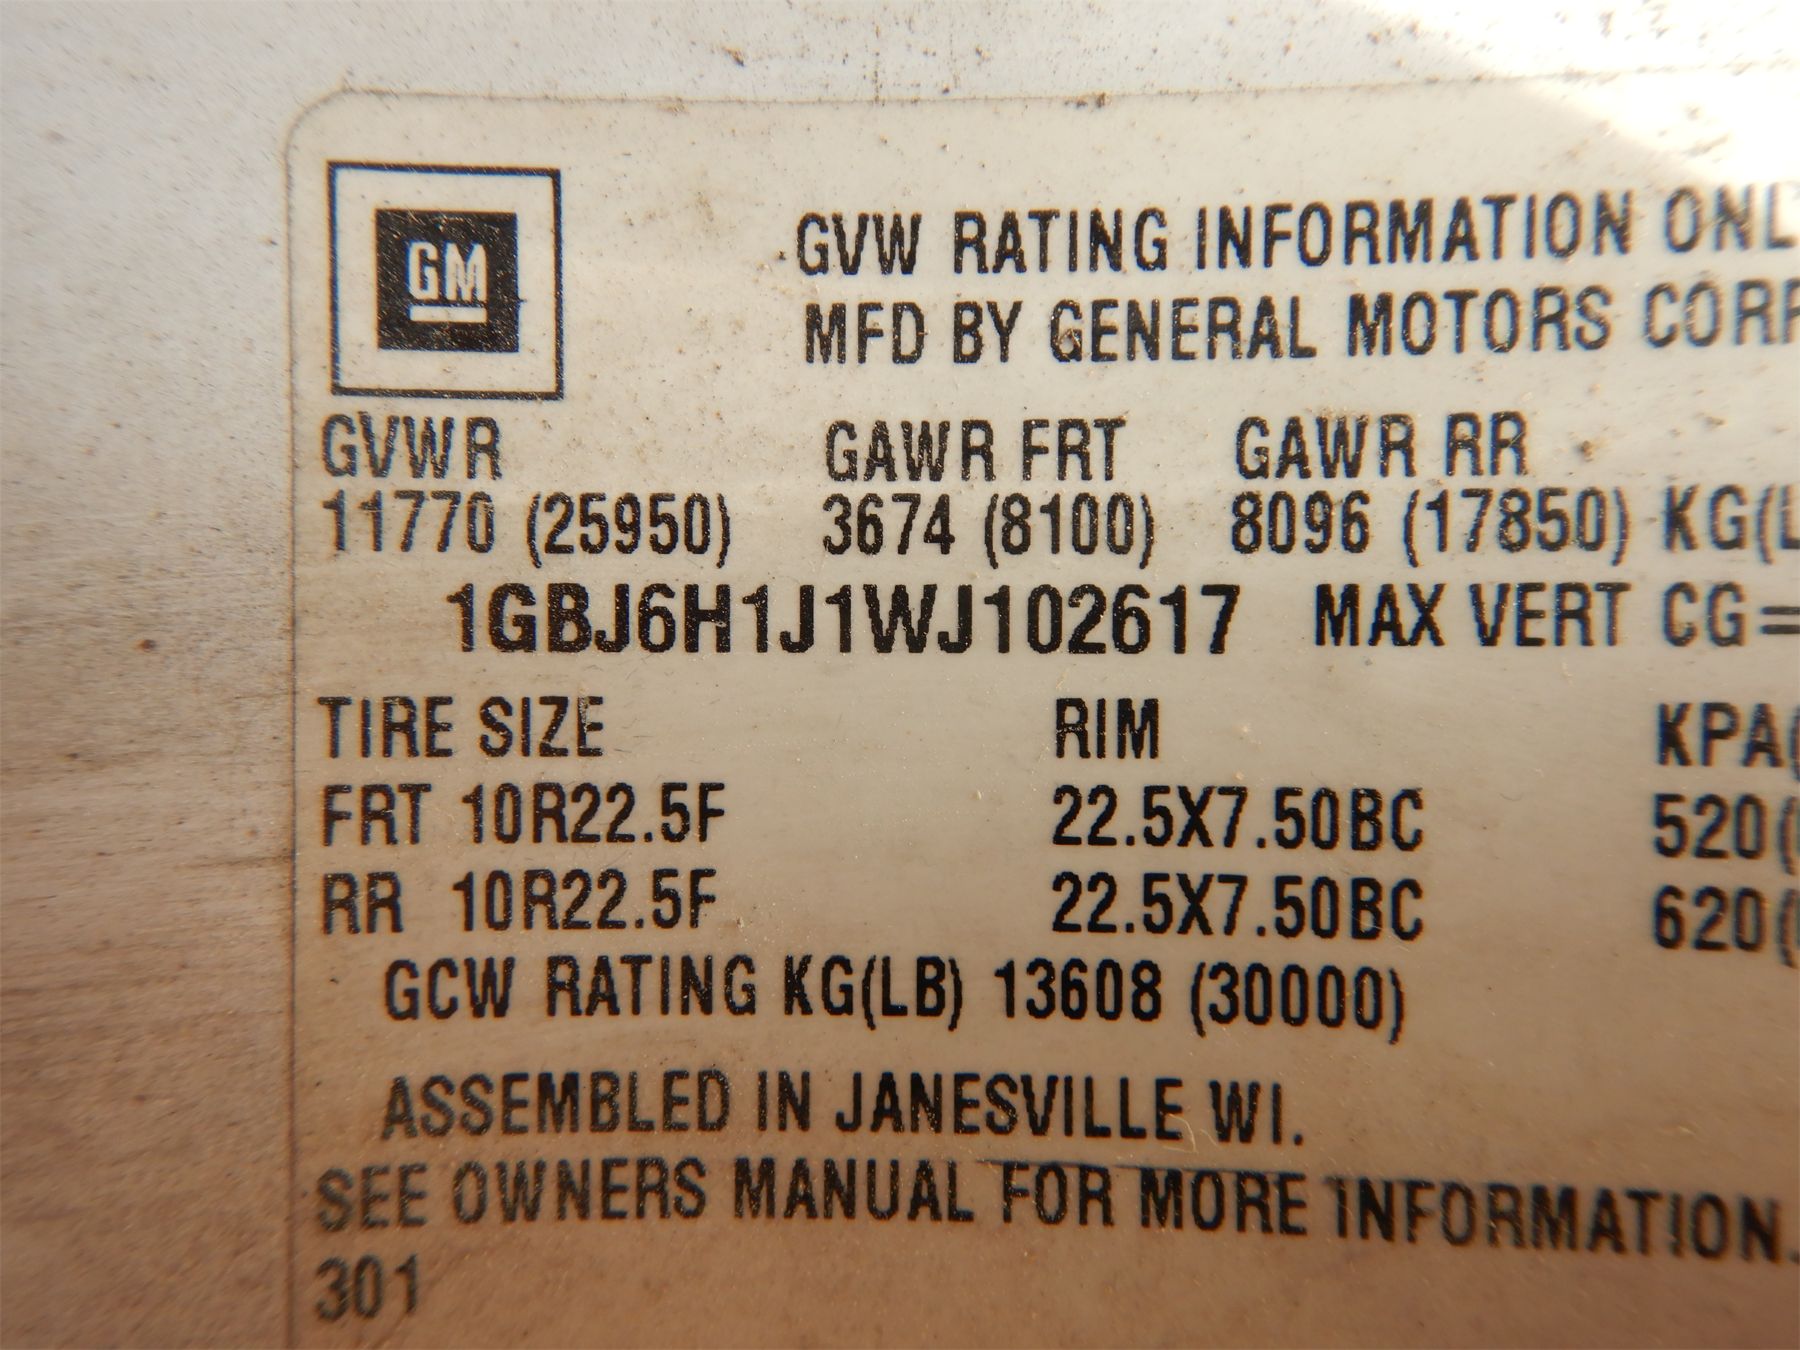 GM
GVW RATING INFORMATION ONL
MFD BY GENERAL MOTORS CORP
GVWR GAWR FRT GAWR RR
11770 (25950) 3674 (8100) 8096 (17850) KG(L
1GBJ6H1J1WJ102617 MAX VERT CG=
TIRE SIZE RIM KPA(
FRT 10R22.5F 22.5X7.50BC 520(
RR 10R22.5F 22.5X7.50BC 620(
GCW RATING KG(LB) 13608 (30000)
ASSEMBLED IN JANESVILLE WI.
SEE OWNERS MANUAL FOR MORE INFORMATION.
301